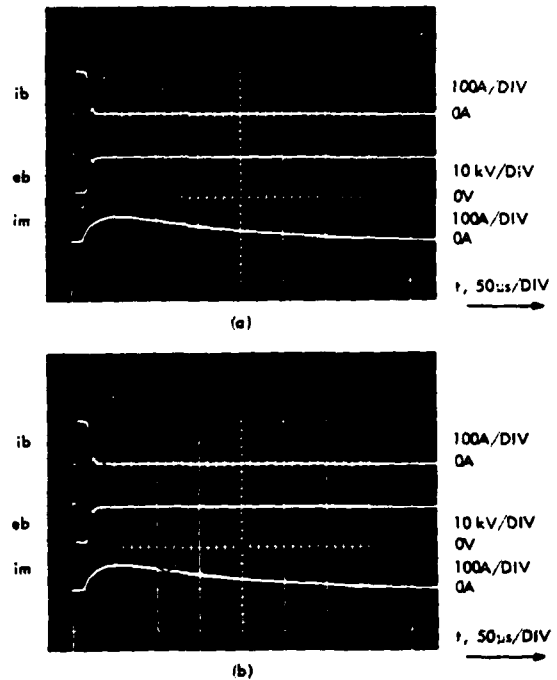 ib
100A/DIV
0A
eb
10 kV/DIV
0V
im
100A/DIV
0A
t, 50µs/DIV
(a)
ib
100A/DIV
0A
eb
10 kV/DIV
0V
im
100A/DIV
0A
t, 50µs/DIV
(b)